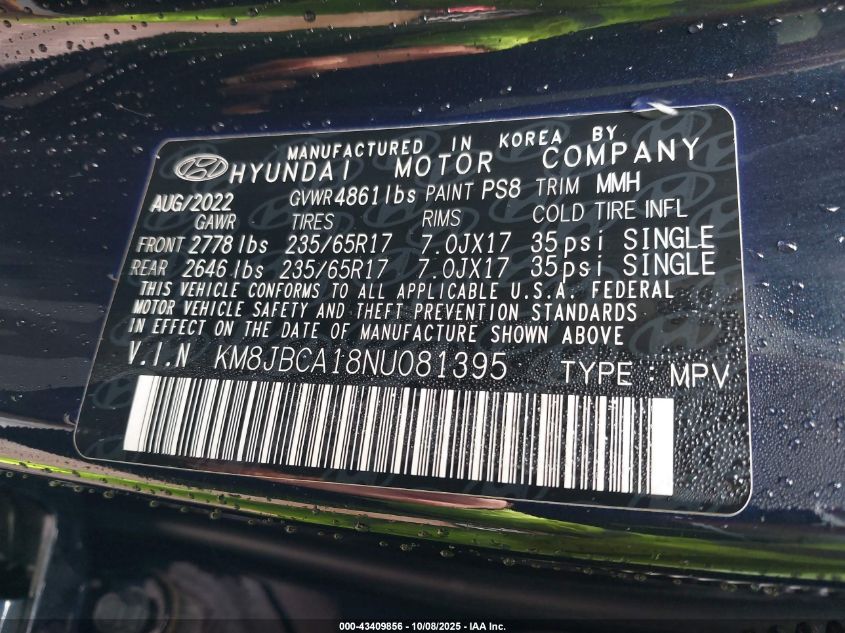 MANUFACTURED IN KOREA BY
HYUNDAI MOTOR COMPANY
AUG/2022 GVWR 4861 lbs PAINT PS8 TRIM MMH
GAWR TIRES RIMS COLD TIRE INFL
FRONT 2778 lbs 235/65R17 7.0JX17 35psi SINGLE
REAR 2646 lbs 235/65R17 7.0JX17 35psi SINGLE
THIS VEHICLE CONFORMS TO ALL APPLICABLE U.S.A. FEDERAL
MOTOR VEHICLE SAFETY AND THEFT PREVENTION STANDARDS
IN EFFECT ON THE DATE OF MANUFACTURE SHOWN ABOVE
V.I.N KM8JBCA18NU081395 TYPE : MPV
000-43409856 - 10/08/2025 - IAA Inc.